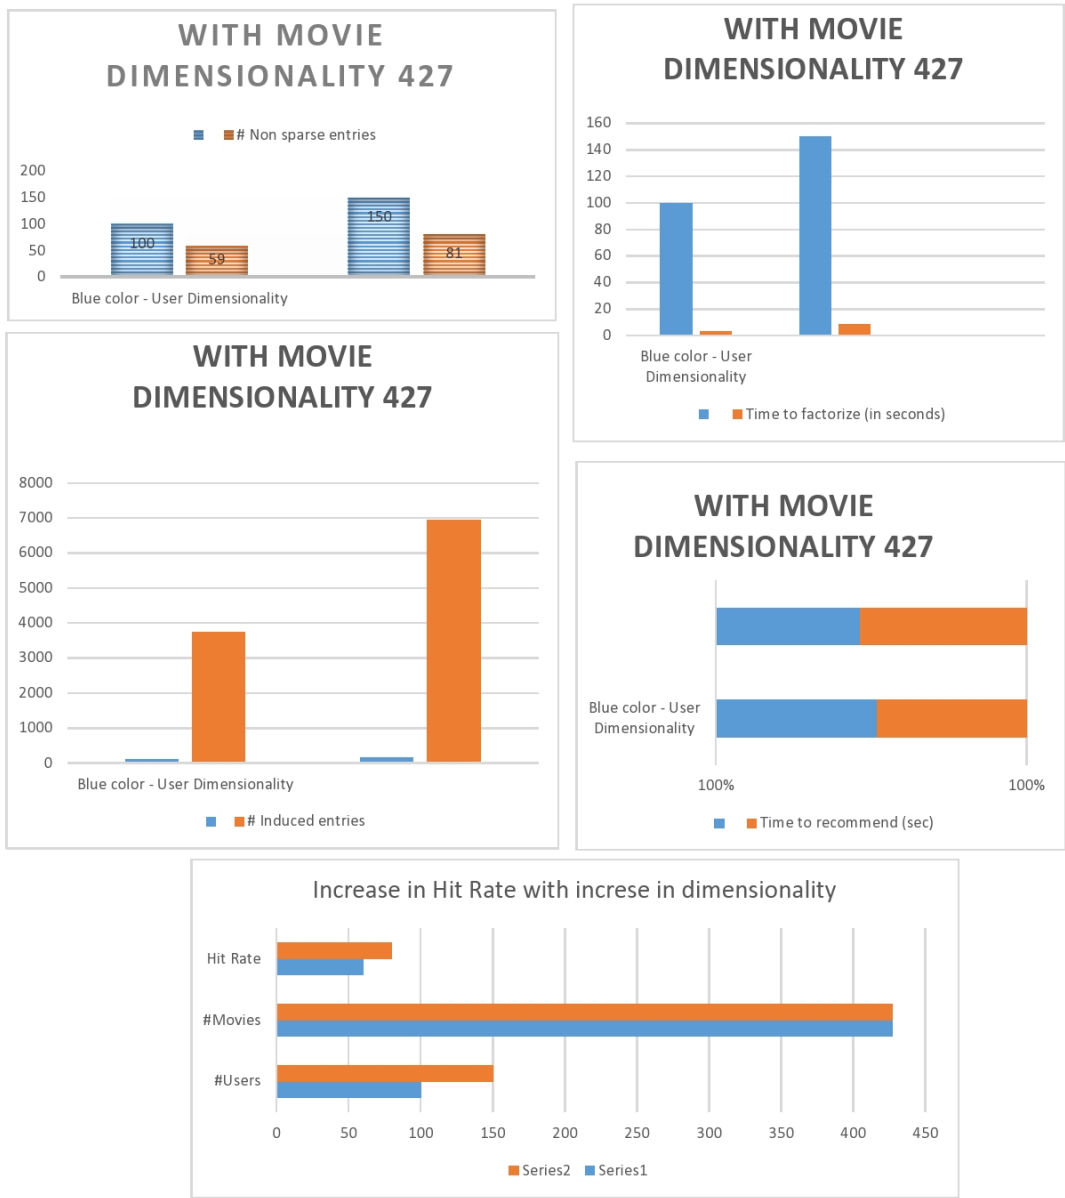 WITH MOVIE
DIMENSIONALITY 427
# Non sparse entries
200
150
100
50
0
100
59
150
81
Blue color - User Dimensionality
WITH MOVIE
DIMENSIONALITY 427
160
140
120
100
80
60
40
20
0
Blue color - User
Dimensionality
Time to factorize (in seconds)
WITH MOVIE
DIMENSIONALITY 427
8000
7000
6000
5000
4000
3000
2000
1000
0
Blue color - User Dimensionality
# Induced entries
WITH MOVIE
DIMENSIONALITY 427
Blue color - User
Dimensionality
100% 100%
Time to recommend (sec)
Increase in Hit Rate with increse in dimensionality
Hit Rate
#Movies
#Users
0 50 100 150 200 250 300 350 400 450
Series2 Series1